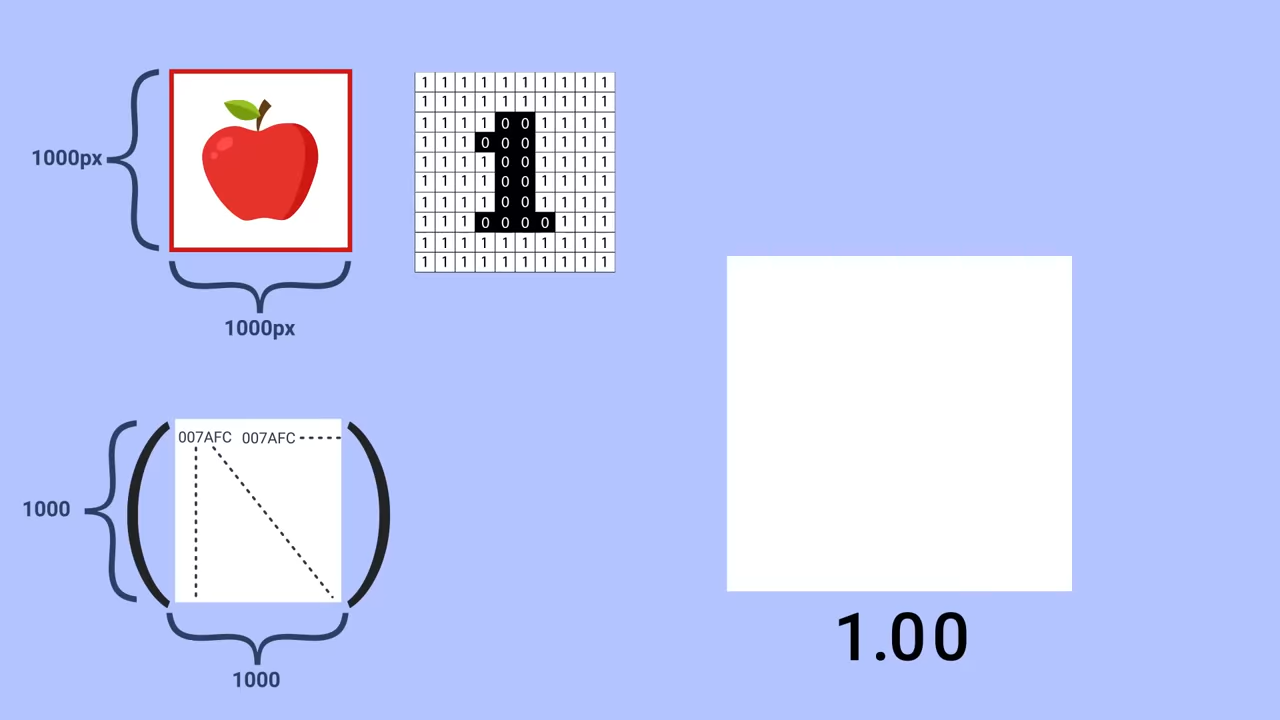 1000px
1000px
1 1 1 1 1 1 1 1 1 1
1 1 1 1 1 1 1 1 1 1
1 1 1 1 0 0 1 1 1 1
1 1 1 0 0 0 1 1 1 1
1 1 1 1 0 0 1 1 1 1
1 1 1 1 0 0 1 1 1 1
1 1 1 1 0 0 1 1 1 1
1 1 1 0 0 0 0 1 1 1
1 1 1 1 1 1 1 1 1 1
1 1 1 1 1 1 1 1 1 1
007AFC 007AFC
1000
1000
1.00